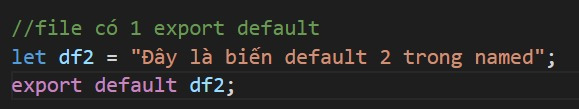 //file có 1 export default
let df2 = "Đây là biến default 2 trong named";
export default df2;